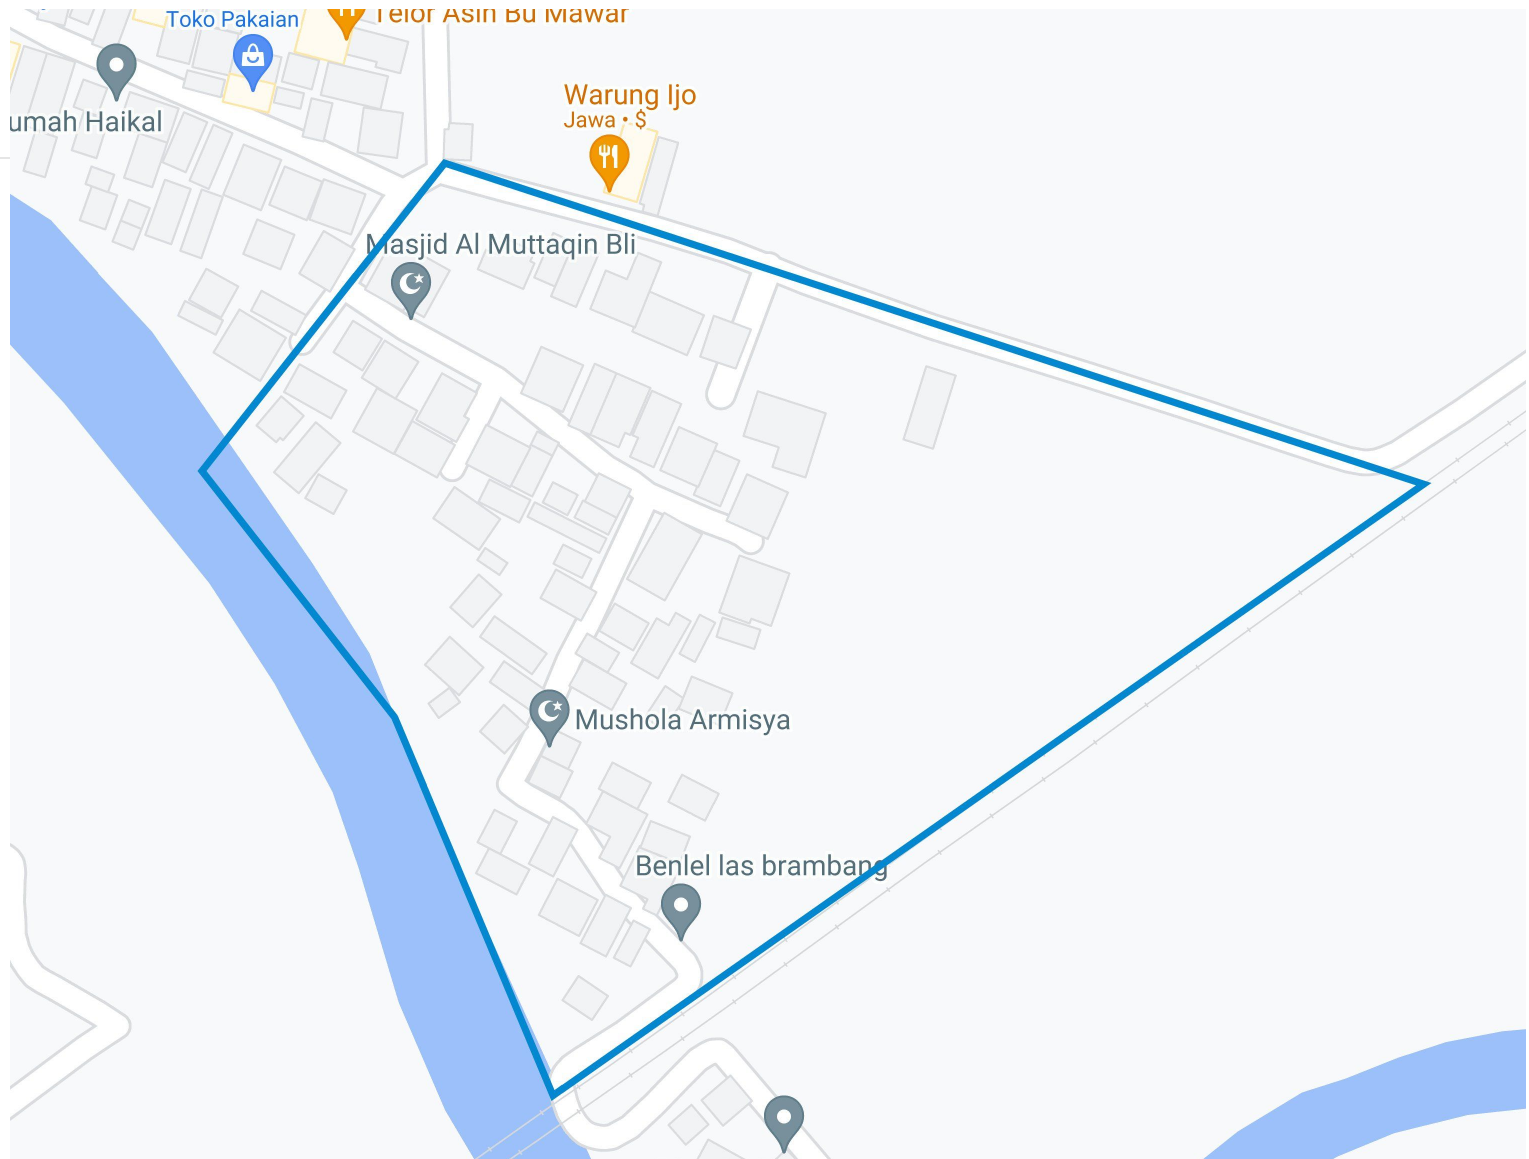 Toko Pakaian
Telor Asin Bu Mawar
umah Haikal
Warung Ijo
Jawa • $
Masjid Al Muttaqin Bli
Mushola Armisya
Benlel las brambang